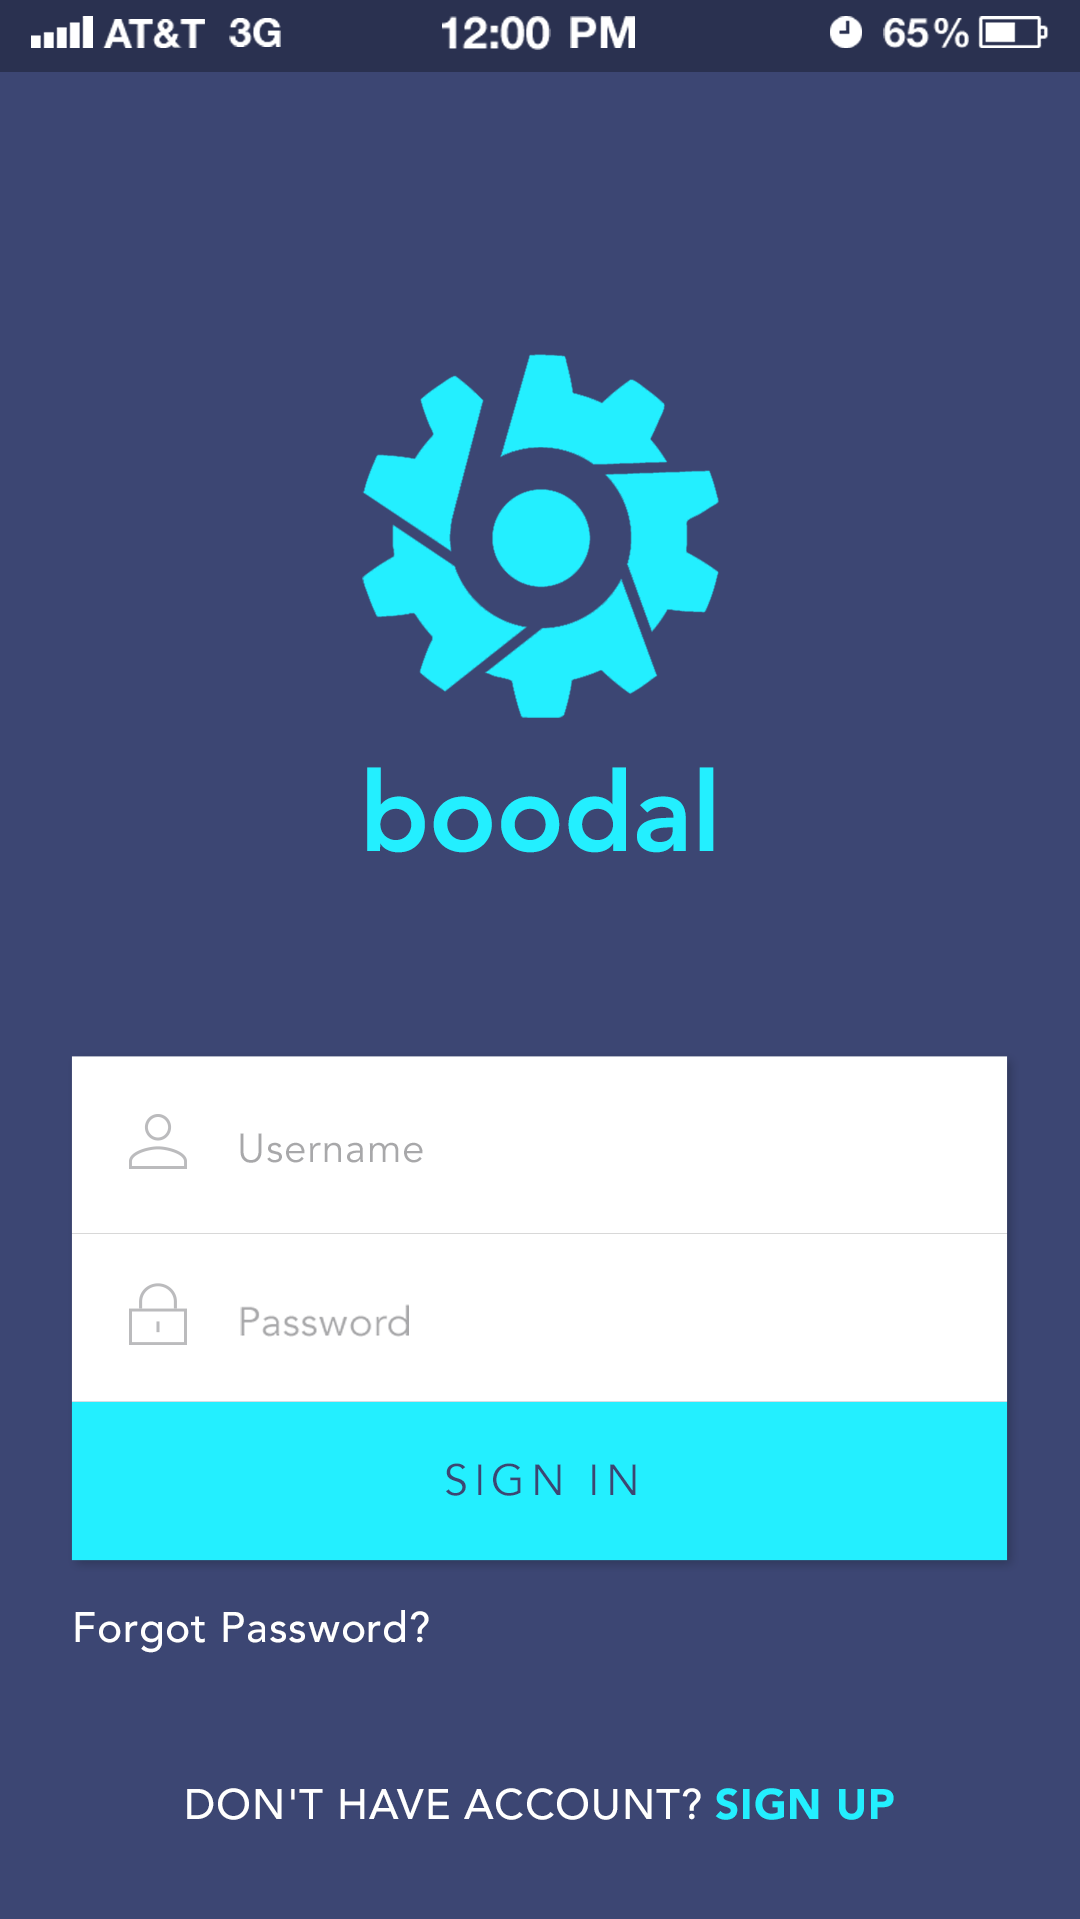 AT&T 3G 12:00 PM 65%
boodal
Username
Password
SIGN IN
Forgot Password?
DON'T HAVE ACCOUNT? SIGN UP